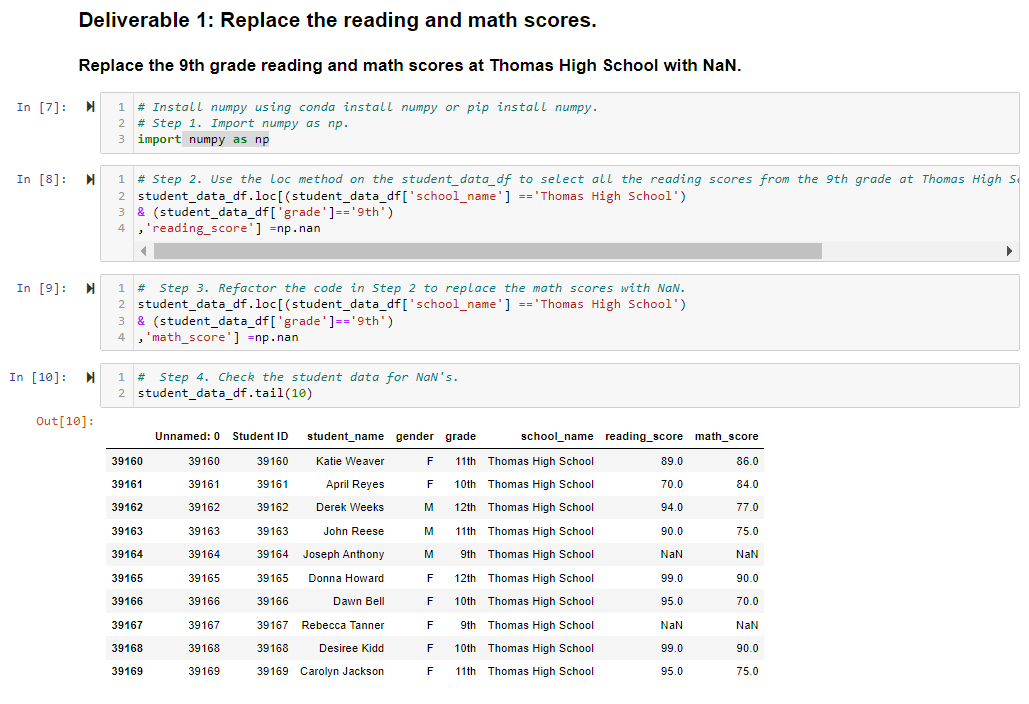 Deliverable 1: Replace the reading and math scores.
Replace the 9th grade reading and math scores at Thomas High School with NaN.
In [7]:
1 # Install numpy using conda install numpy or pip install numpy.
2 # Step 1. Import numpy as np.
3 import numpy as np
In [8]:
1 # Step 2. Use the loc method on the student_data_df to select all the reading scores from the 9th grade at Thomas High S
2 student_data_df.loc[(student_data_df['school_name'] =='Thomas High School')
3 & (student_data_df['grade']=='9th')
4 ,'reading_score'] =np.nan
In [9]:
1 #  Step 3. Refactor the code in Step 2 to replace the math scores with NaN.
2 student_data_df.loc[(student_data_df['school_name'] =='Thomas High School')
3 & (student_data_df['grade']=='9th')
4 ,'math_score'] =np.nan
In [10]:
1 #  Step 4. Check the student data for NaN's.
2 student_data_df.tail(10)
Out[10]:
Unnamed: 0 Student ID student_name gender grade school_name reading_score math_score
39160 39160 39160 Katie Weaver F 11th Thomas High School 89.0 86.0
39161 39161 39161 April Reyes F 10th Thomas High School 70.0 84.0
39162 39162 39162 Derek Weeks M 12th Thomas High School 94.0 77.0
39163 39163 39163 John Reese M 11th Thomas High School 90.0 75.0
39164 39164 39164 Joseph Anthony M 9th Thomas High School NaN NaN
39165 39165 39165 Donna Howard F 12th Thomas High School 99.0 90.0
39166 39166 39166 Dawn Bell F 10th Thomas High School 95.0 70.0
39167 39167 39167 Rebecca Tanner F 9th Thomas High School NaN NaN
39168 39168 39168 Desiree Kidd F 10th Thomas High School 99.0 90.0
39169 39169 39169 Carolyn Jackson F 11th Thomas High School 95.0 75.0